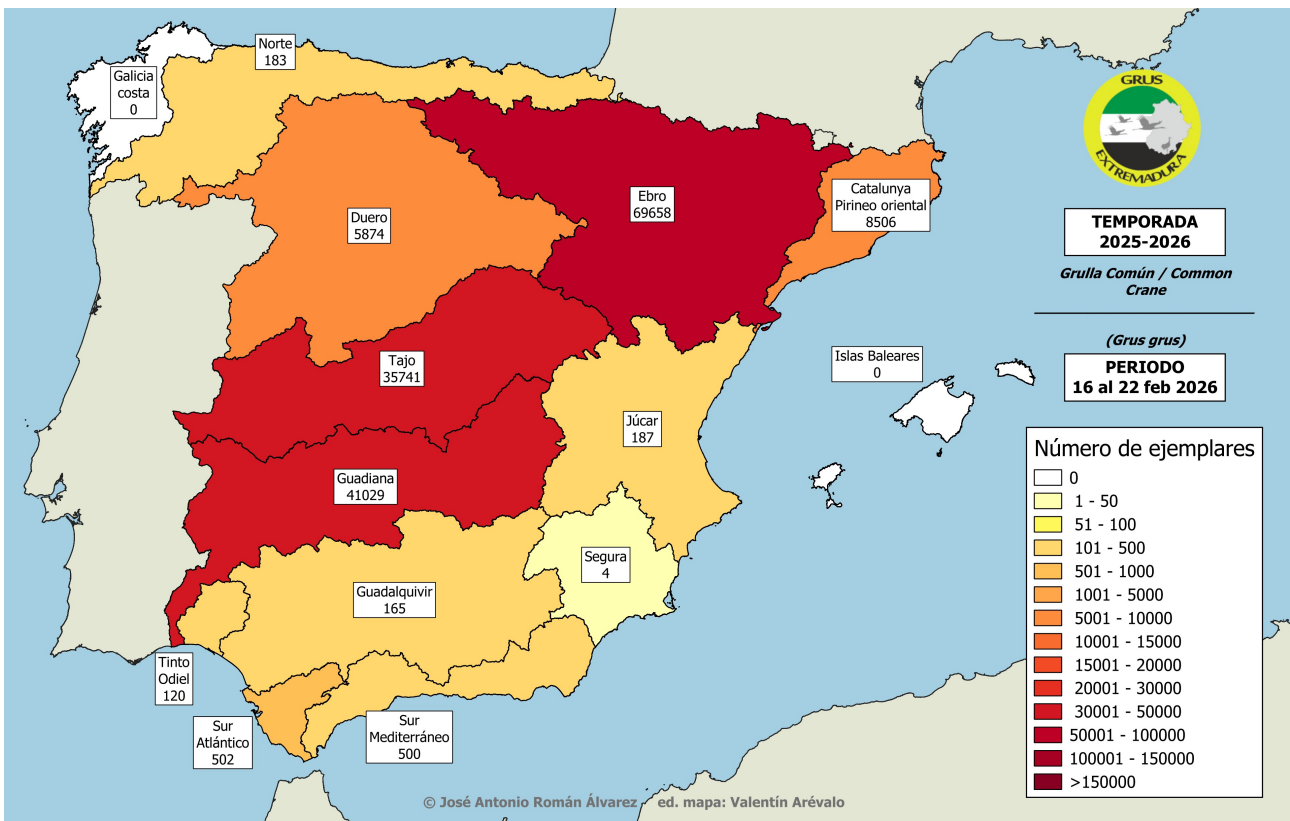 Norte
183
Galicia
costa
0
GRUS
EXTREMADURA
Ebro
69658
Catalunya
Pirineo oriental
8506
Duero
5874
TEMPORADA
2025-2026
Grulla Común / Common
Crane
(Grus grus)
PERIODO
16 al 22 feb 2026
Islas Baleares
0
Tajo
35741
Júcar
187
Guadiana
41029
Segura
4
Guadalquivir
165
Tinto
Odiel
120
Sur
Atlántico
502
Sur
Mediterráneo
500
Número de ejemplares
0
1 - 50
51 - 100
101 - 500
501 - 1000
1001 - 5000
5001 - 10000
10001 - 15000
15001 - 20000
20001 - 30000
30001 - 50000
50001 - 100000
100001 - 150000
>150000
© José Antonio Román Álvarez ed. mapa: Valentín Arévalo